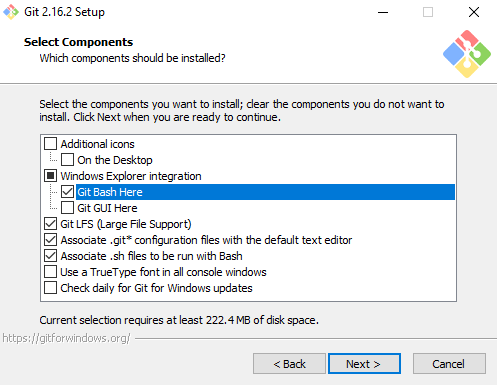 Git 2.16.2 Setup
Select Components
Which components should be installed?
Select the components you want to install; clear the components you do not want to
install. Click Next when you are ready to continue.
Additional icons
On the Desktop
Windows Explorer integration
Git Bash Here
Git GUI Here
Git LFS (Large File Support)
Associate .git* configuration files with the default text editor
Associate .sh files to be run with Bash
Use a TrueType font in all console windows
Check daily for Git for Windows updates
Current selection requires at least 222.4 MB of disk space.
https://gitforwindows.org/
< Back
Next >
Cancel